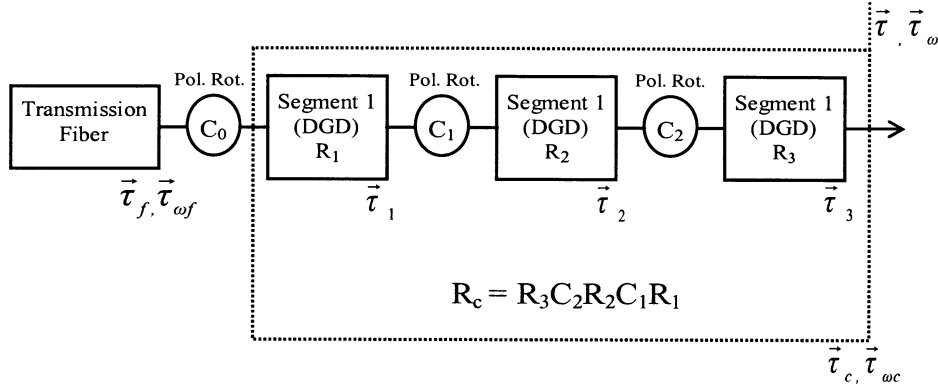 τ⃗ , τ⃗ω
Pol. Rot.
Pol. Rot.
Pol. Rot.
Transmission
Fiber
C0
Segment 1
(DGD)
R1
C1
Segment 1
(DGD)
R2
C2
Segment 1
(DGD)
R3
τ⃗f, τ⃗ωf
τ⃗ 1
τ⃗ 2
τ⃗ 3
Rc = R3C2R2C1R1
τ⃗c, τ⃗ωc